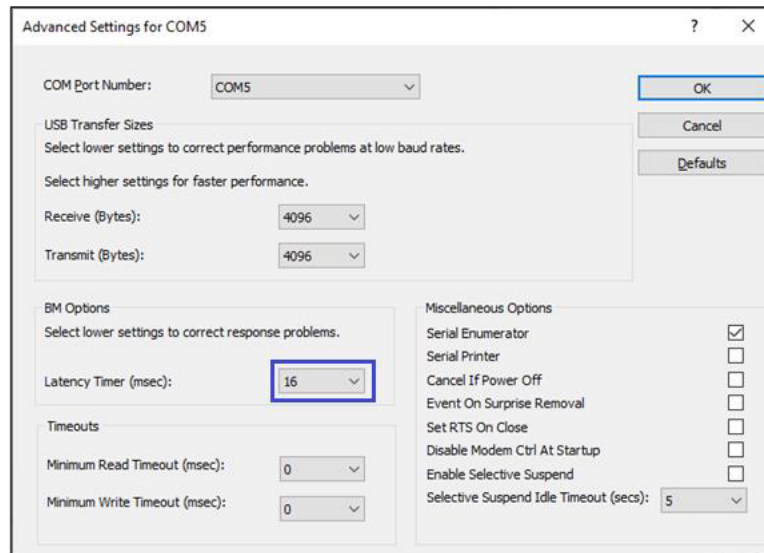 Advanced Settings for COM5
?
COM Port Number:
COM5
OK
Cancel
Defaults
USB Transfer Sizes
Select lower settings to correct performance problems at low baud rates.
Select higher settings for faster performance.
Receive (Bytes):
4096
Transmit (Bytes):
4096
BM Options
Select lower settings to correct response problems.
Latency Timer (msec):
16
Timeouts
Minimum Read Timeout (msec):
0
Minimum Write Timeout (msec):
0
Miscellaneous Options
Serial Enumerator
Serial Printer
Cancel If Power Off
Event On Surprise Removal
Set RTS On Close
Disable Modem Ctrl At Startup
Enable Selective Suspend
Selective Suspend Idle Timeout (secs):
5